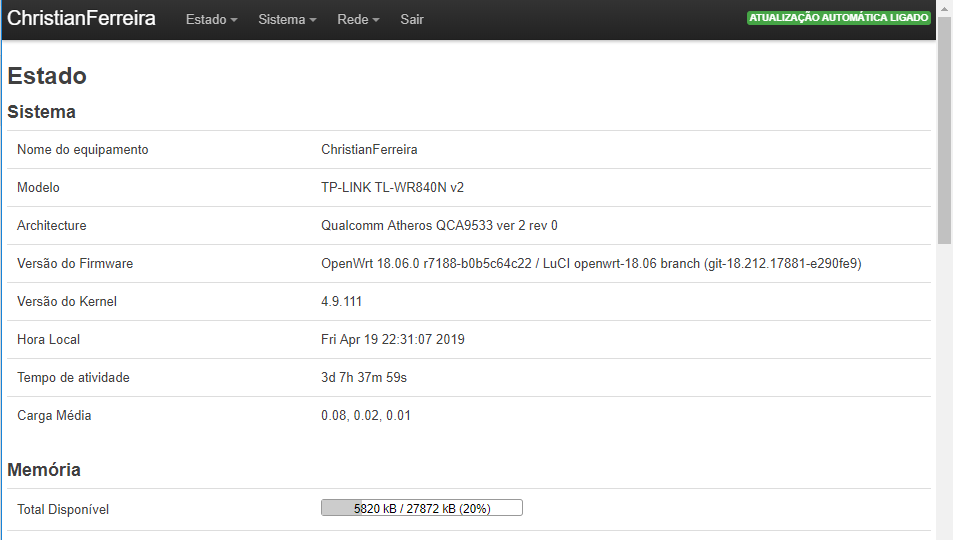 ChristianFerreira Estado Sistema Rede Sair ATUALIZAÇÃO AUTOMÁTICA LIGADO
Estado
Sistema
Nome do equipamento ChristianFerreira
Modelo TP-LINK TL-WR840N v2
Architecture Qualcomm Atheros QCA9533 ver 2 rev 0
Versão do Firmware OpenWrt 18.06.0 r7188-b0b5c64c22 / LuCI openwrt-18.06 branch (git-18.212.17881-e290fe9)
Versão do Kernel 4.9.111
Hora Local Fri Apr 19 22:31:07 2019
Tempo de atividade 3d 7h 37m 59s
Carga Média 0.08, 0.02, 0.01
Memória
Total Disponível 5820 kB / 27872 kB (20%)